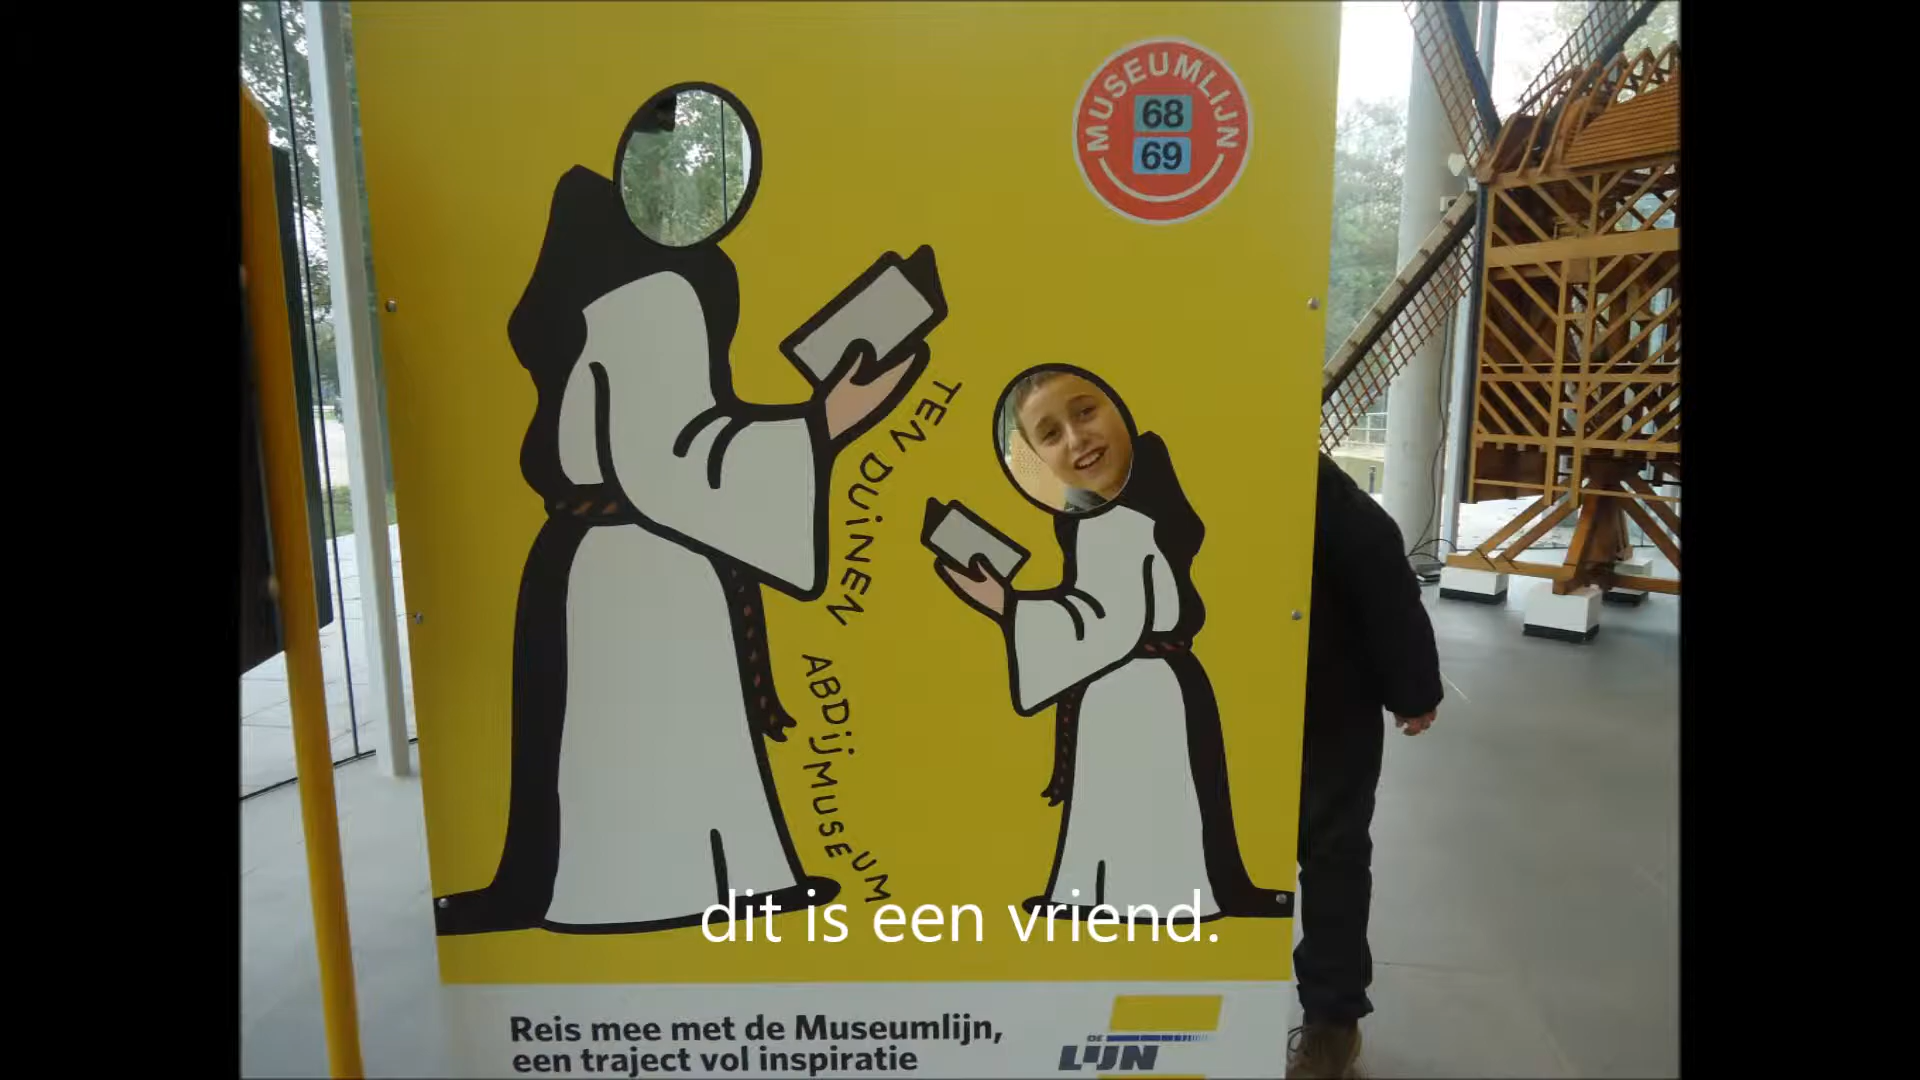 MUSEUMLIJN
68
69
TEN DUiNEN
ABDijMUSEUM
dit is een vriend.
Reis mee met de Museumlijn,
een traject vol inspiratie
DE
LIJN